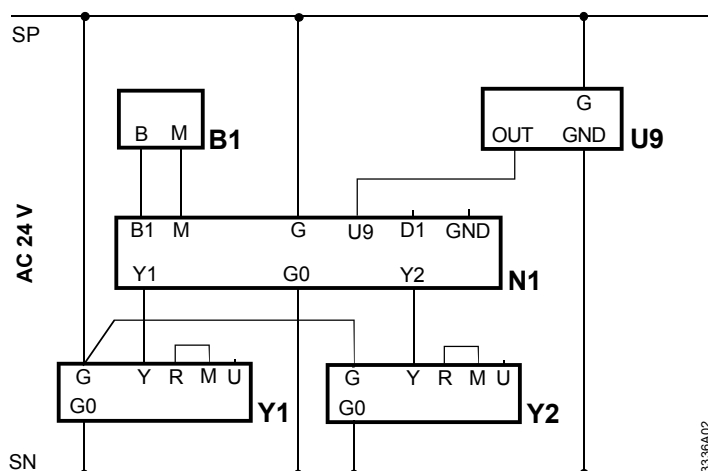 SP
G
B M B1
OUT GND U9
AC 24 V
B1 M G U9 D1 GND
Y1 G0 Y2 N1
G Y R M U
G0 Y1
G Y R M U
G0 Y2
SN
3336A02